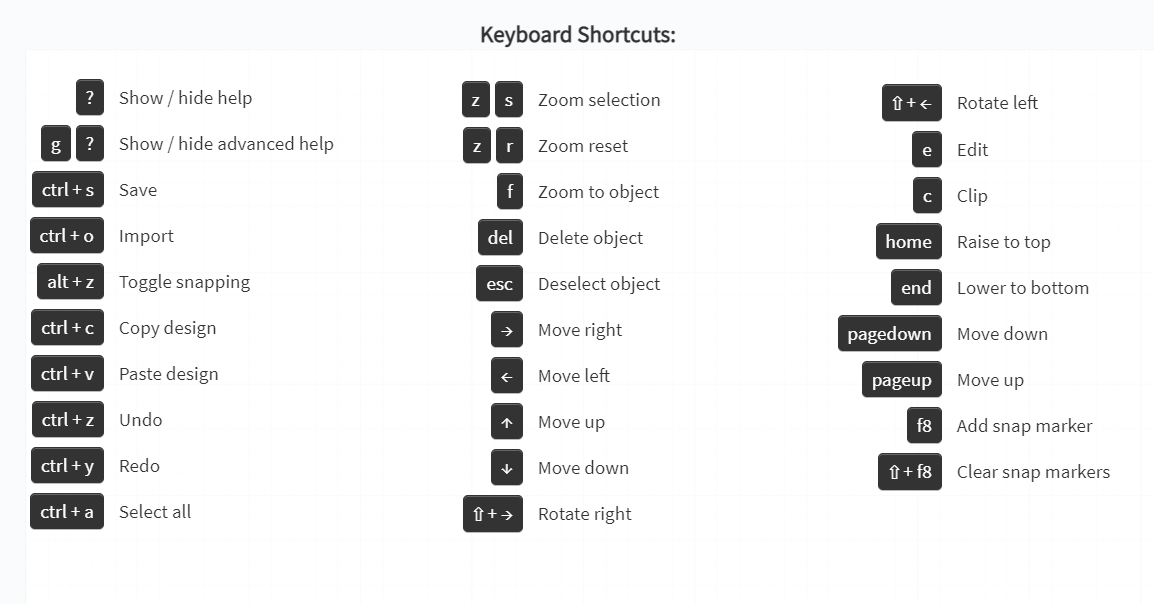 Keyboard Shortcuts:
? Show / hide help
g ? Show / hide advanced help
ctrl + s Save
ctrl + o Import
alt + z Toggle snapping
ctrl + c Copy design
ctrl + v Paste design
ctrl + z Undo
ctrl + y Redo
ctrl + a Select all
z s Zoom selection
z r Zoom reset
f Zoom to object
del Delete object
esc Deselect object
→ Move right
← Move left
↑ Move up
↓ Move down
⇧ + → Rotate right
⇧ + ← Rotate left
e Edit
c Clip
home Raise to top
end Lower to bottom
pagedown Move down
pageup Move up
f8 Add snap marker
⇧ + f8 Clear snap markers